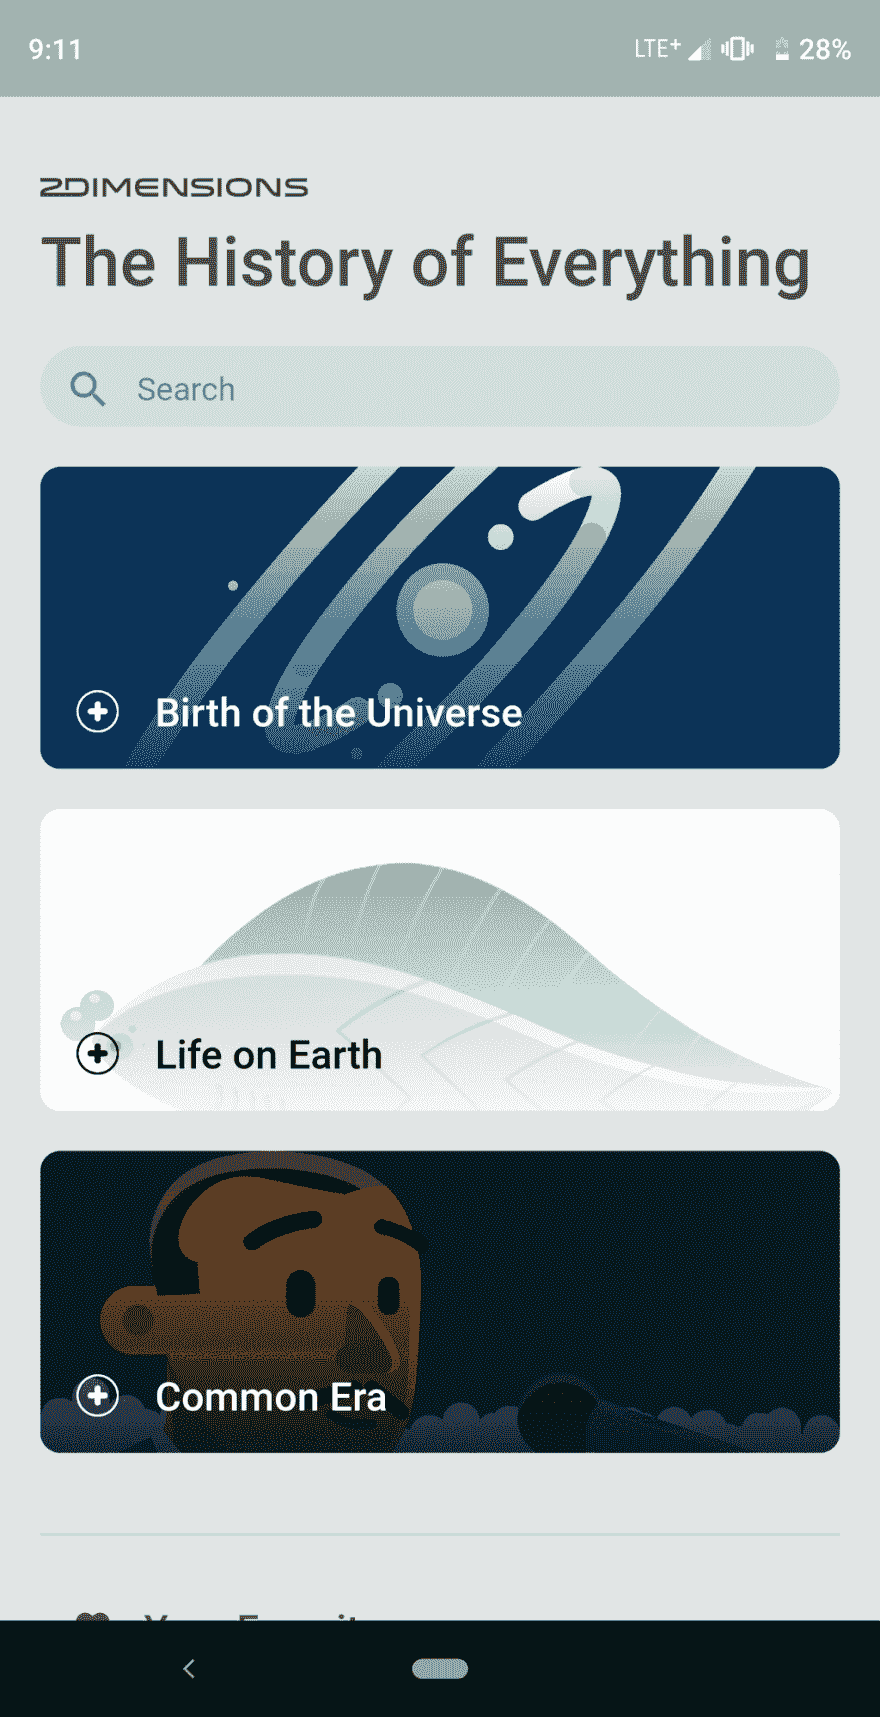 9:11 LTE+ 28%
2DIMENSIONS
The History of Everything
Search
Birth of the Universe
Life on Earth
Common Era